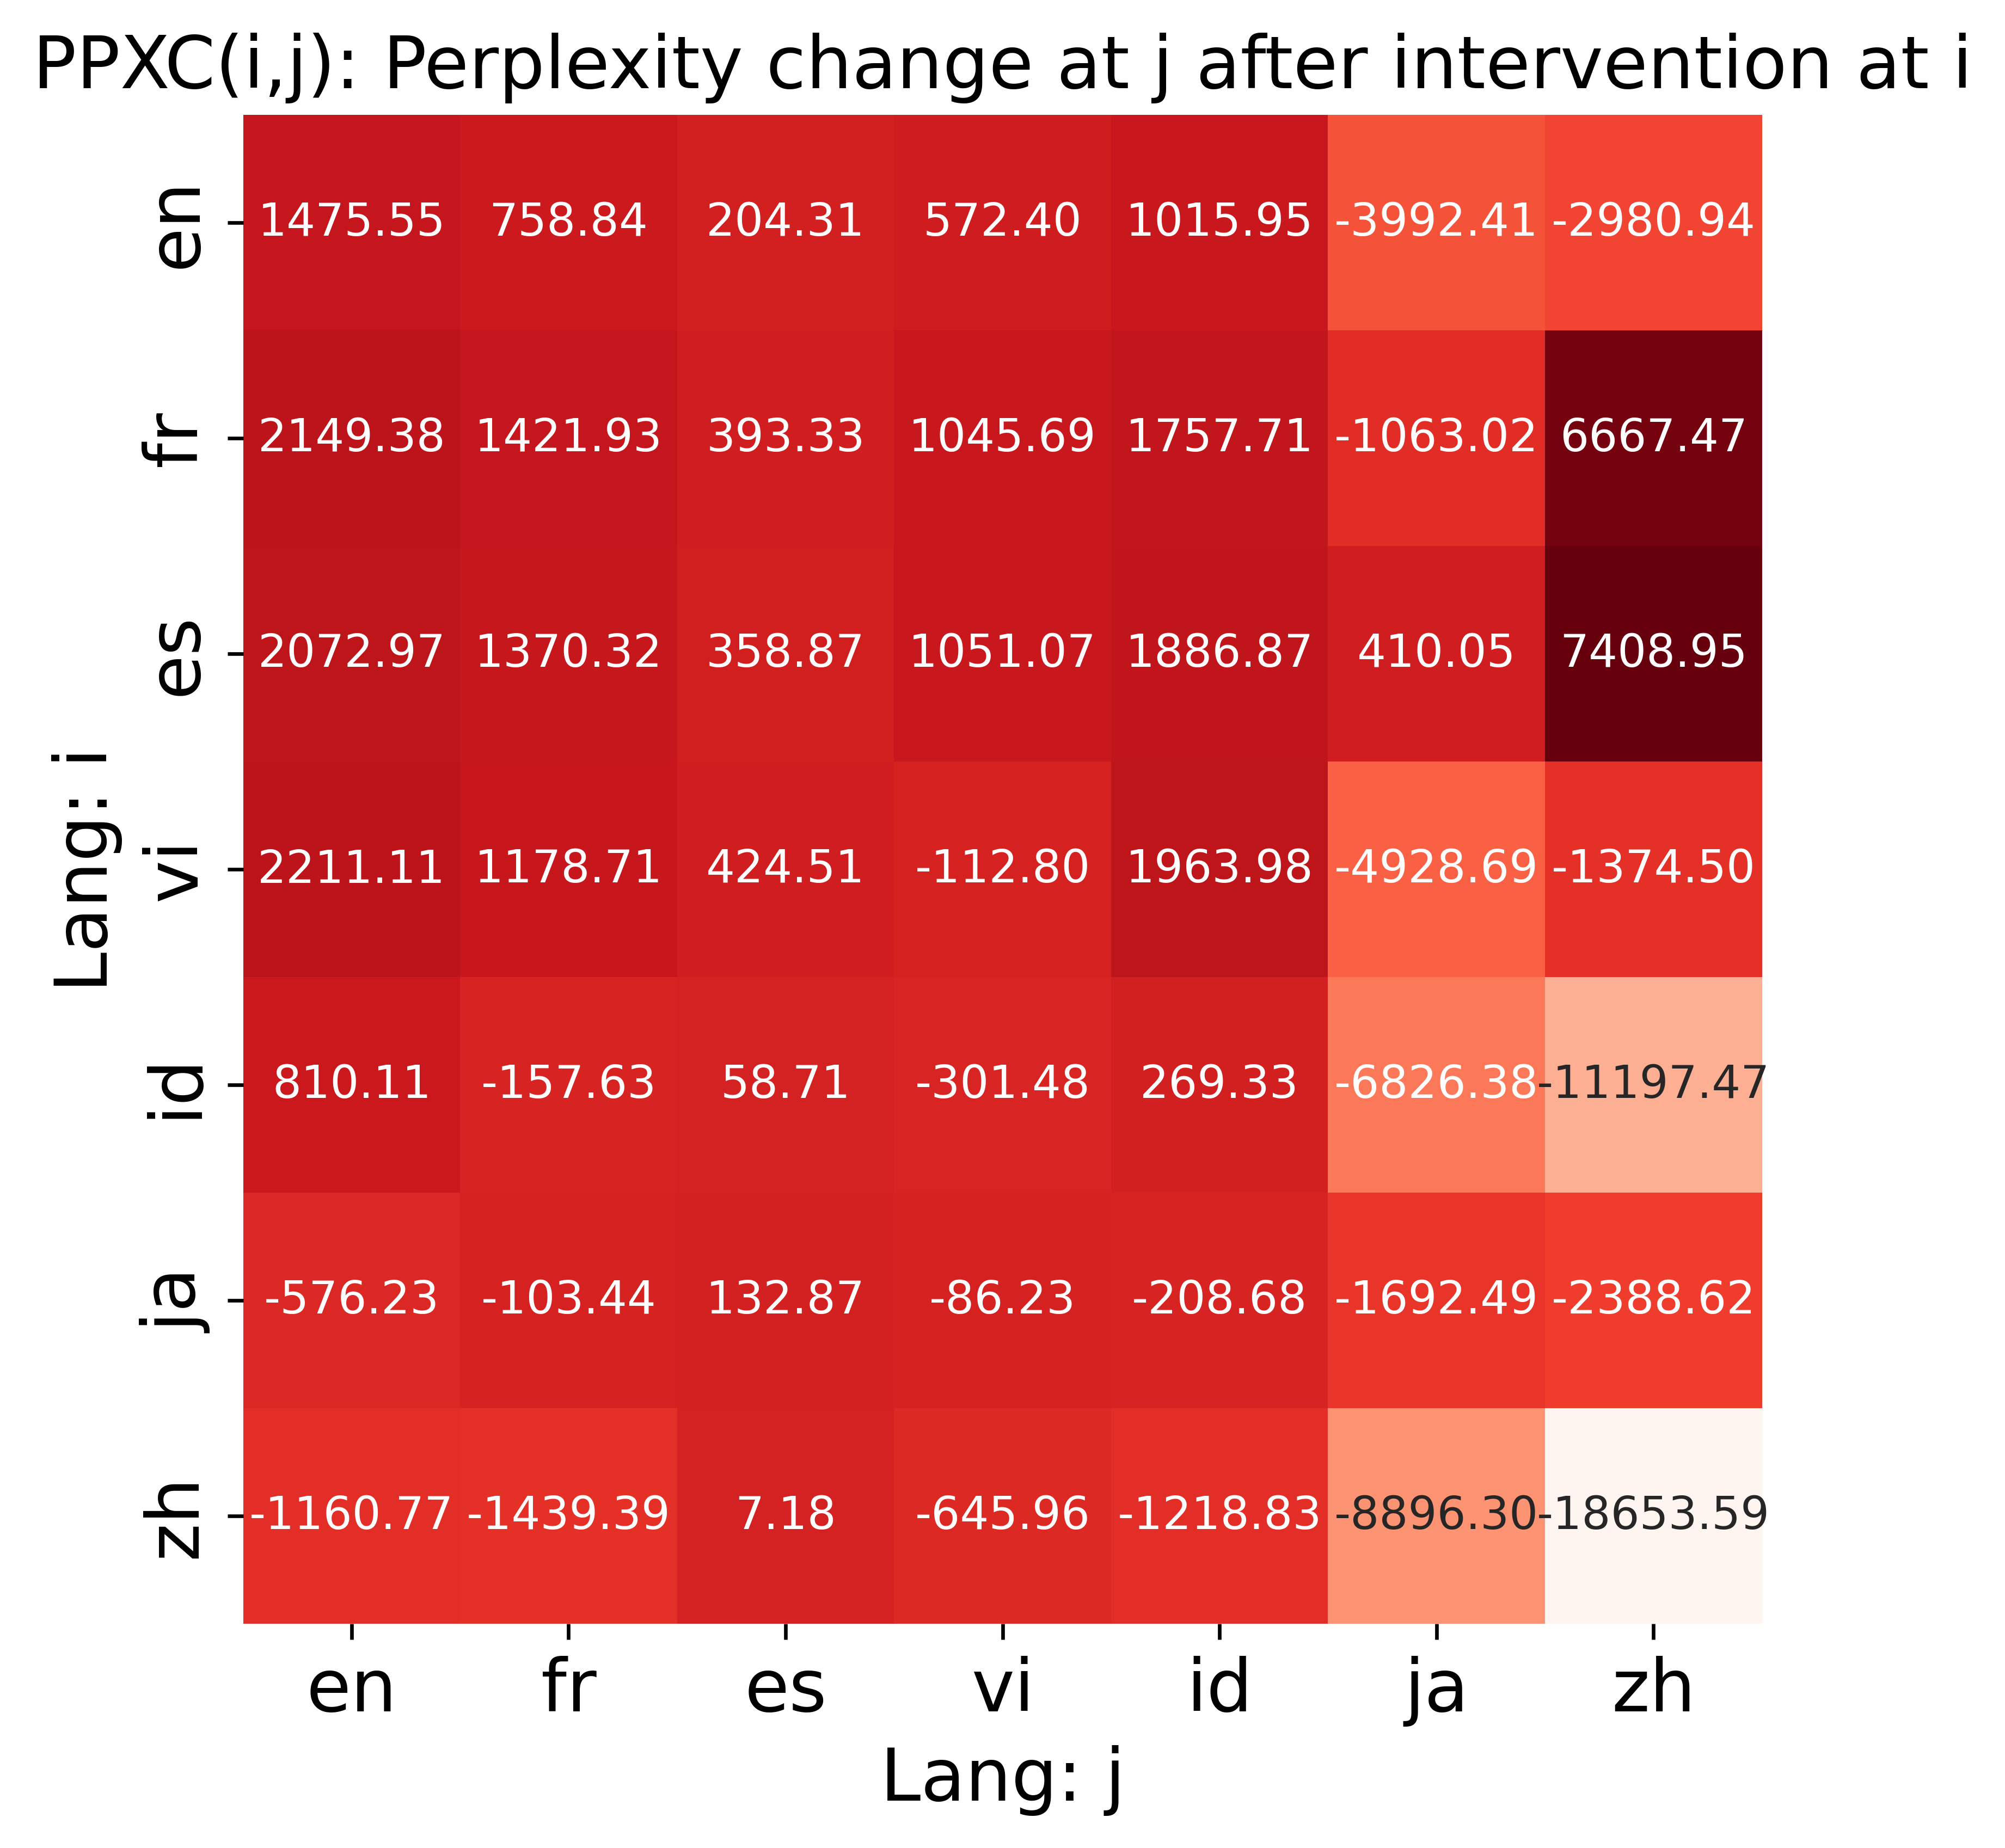 PPXC(i,j): Perplexity change at j after intervention at i
en 1475.55 758.84 204.31 572.40 1015.95 -3992.41 -2980.94
fr 2149.38 1421.93 393.33 1045.69 1757.71 -1063.02 6667.47
es 2072.97 1370.32 358.87 1051.07 1886.87 410.05 7408.95
Lang: i
vi 2211.11 1178.71 424.51 -112.80 1963.98 -4928.69 -1374.50
id 810.11 -157.63 58.71 -301.48 269.33 -6826.38 -11197.47
ja -576.23 -103.44 132.87 -86.23 -208.68 -1692.49 -2388.62
zh -1160.77 -1439.39 7.18 -645.96 -1218.83 -8896.30 -18653.59
en fr es vi id ja zh
Lang: j